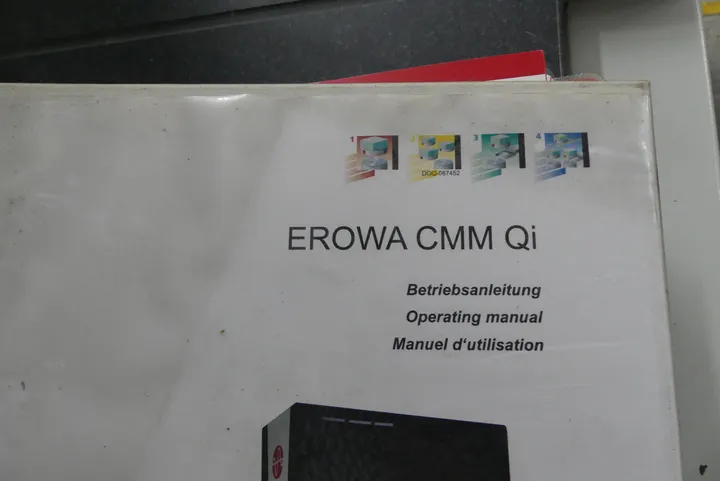 1 2 3 4
DOC-067452
EROWA CMM Qi
Betriebsanleitung
Operating manual
Manuel d'utilisation